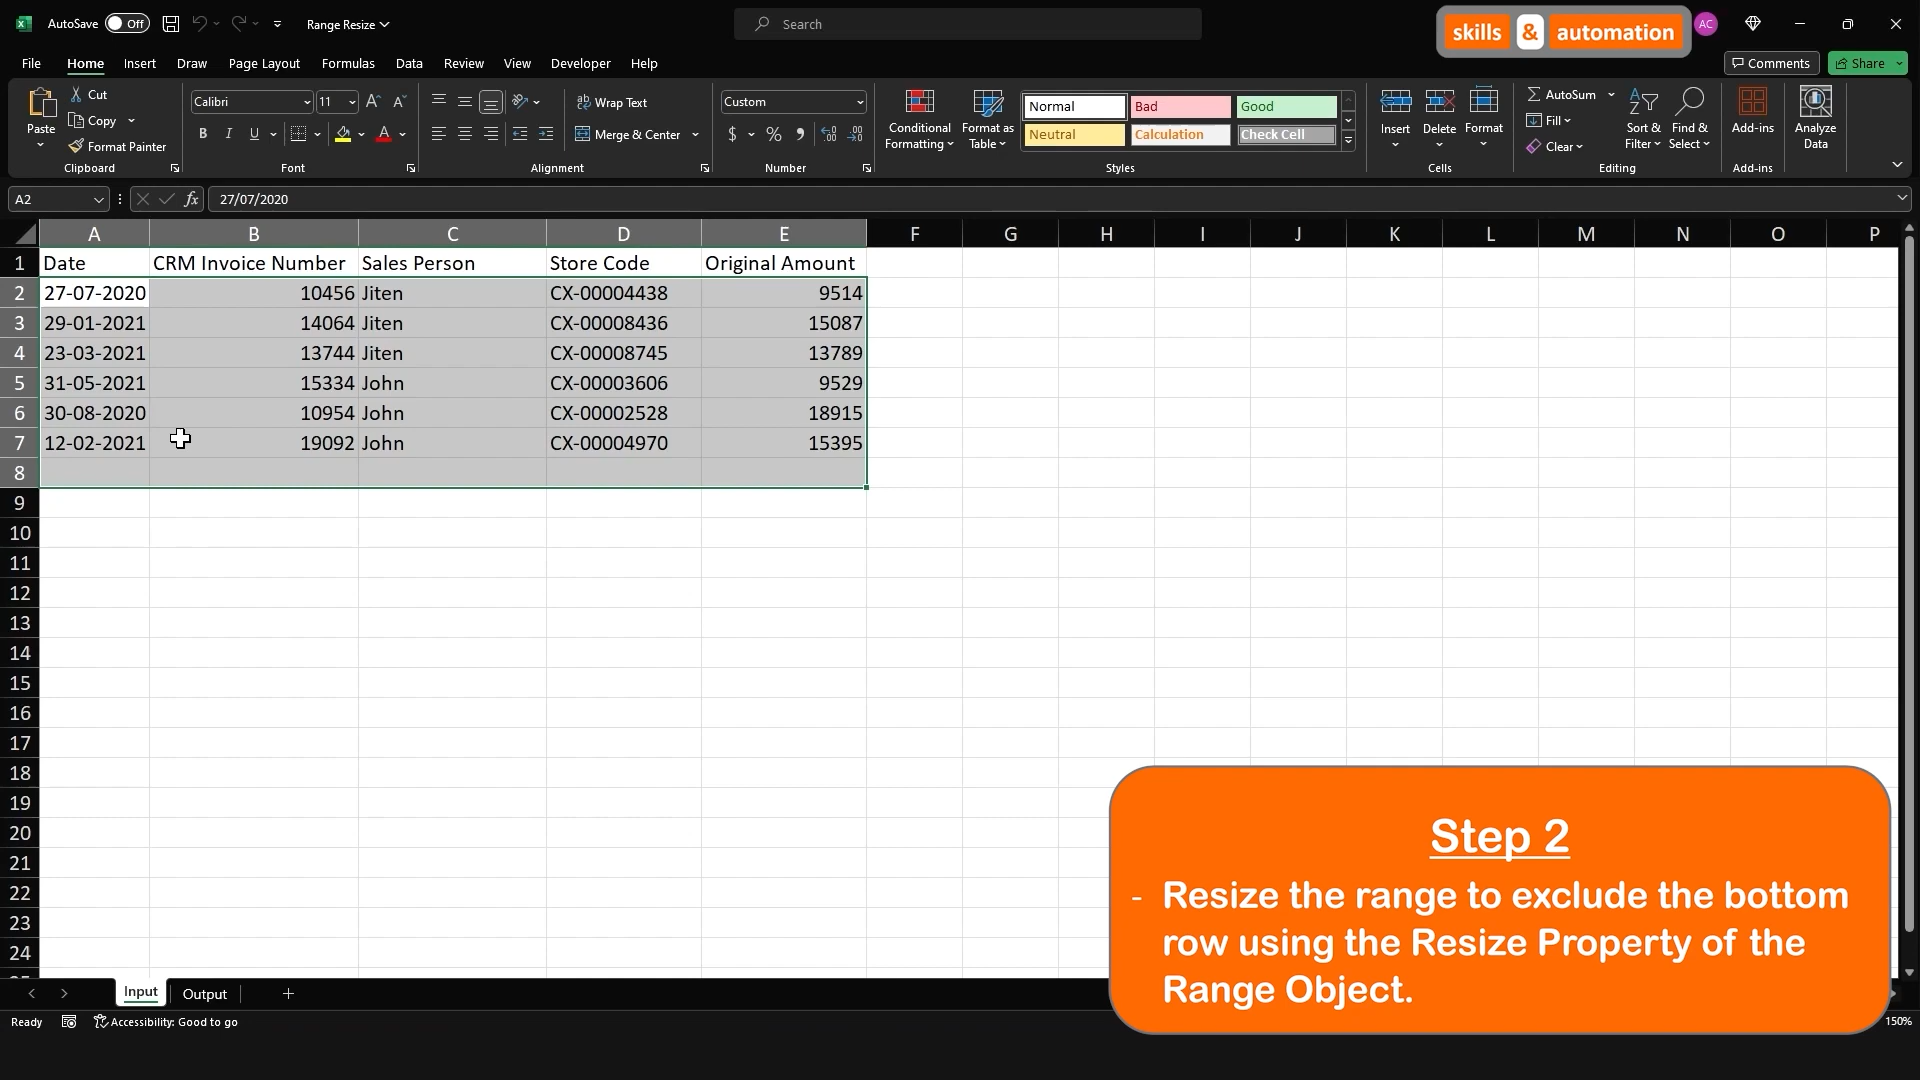 AutoSave Off Range Resize Search skills & automation AC
File Home Insert Draw Page Layout Formulas Data Review View Developer Help Comments Share
Paste Cut Copy Format Painter Clipboard
Calibri 11 B I U A Font
Wrap Text Merge & Center Alignment
Custom $ % Number
Conditional Formatting Format as Table Normal Bad Good Neutral Calculation Check Cell Styles
Insert Delete Format Cells
AutoSum Fill Clear Sort & Filter Find & Select Editing
Add-ins Add-ins
Analyze Data
A2 fx 27/07/2020
A B C D E F G H I J K L M N O P
1 Date CRM Invoice Number Sales Person Store Code Original Amount
2 27-07-2020 10456 Jiten CX-00004438 9514
3 29-01-2021 14064 Jiten CX-00008436 15087
4 23-03-2021 13744 Jiten CX-00008745 13789
5 31-05-2021 15334 John CX-00003606 9529
6 30-08-2020 10954 John CX-00002528 18915
7 12-02-2021 19092 John CX-00004970 15395
8
9
10
11
12
13
14
15
16
17
18
19
20
21
22
23
24
Step 2
- Resize the range to exclude the bottom
row using the Resize Property of the
Range Object.
Input Output
Ready Accessibility: Good to go 150%